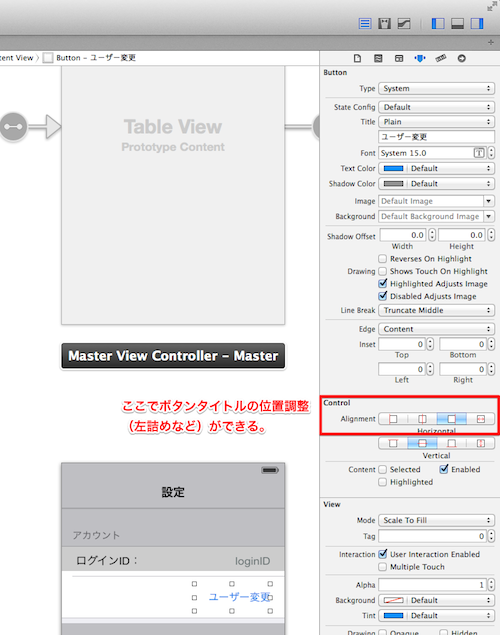 tent View 〉 Button – ユーザー変更
Table View
Prototype Content
Master View Controller – Master
ここでボタンタイトルの位置調整
（左詰めなど）ができる。
設定
アカウント
ログインID：
loginID
ユーザー変更
Button
Type System
State Config Default
Title Plain
ユーザー変更
Font System 15.0 T
Text Color Default
Shadow Color Default
Image Default Image
Background Default Background Image
Shadow Offset 0.0 0.0
Width Height
Reverses On Highlight
Drawing Shows Touch On Highlight
Highlighted Adjusts Image
Disabled Adjusts Image
Line Break Truncate Middle
Edge Content
Inset 0 0
Top Bottom
0 0
Left Right
Control
Alignment
Horizontal
Vertical
Content Selected Enabled
Highlighted
View
Mode Scale To Fill
Tag 0
Interaction User Interaction Enabled
Multiple Touch
Alpha 1
Background Default
Tint Default
Drawing Opaque Hidden